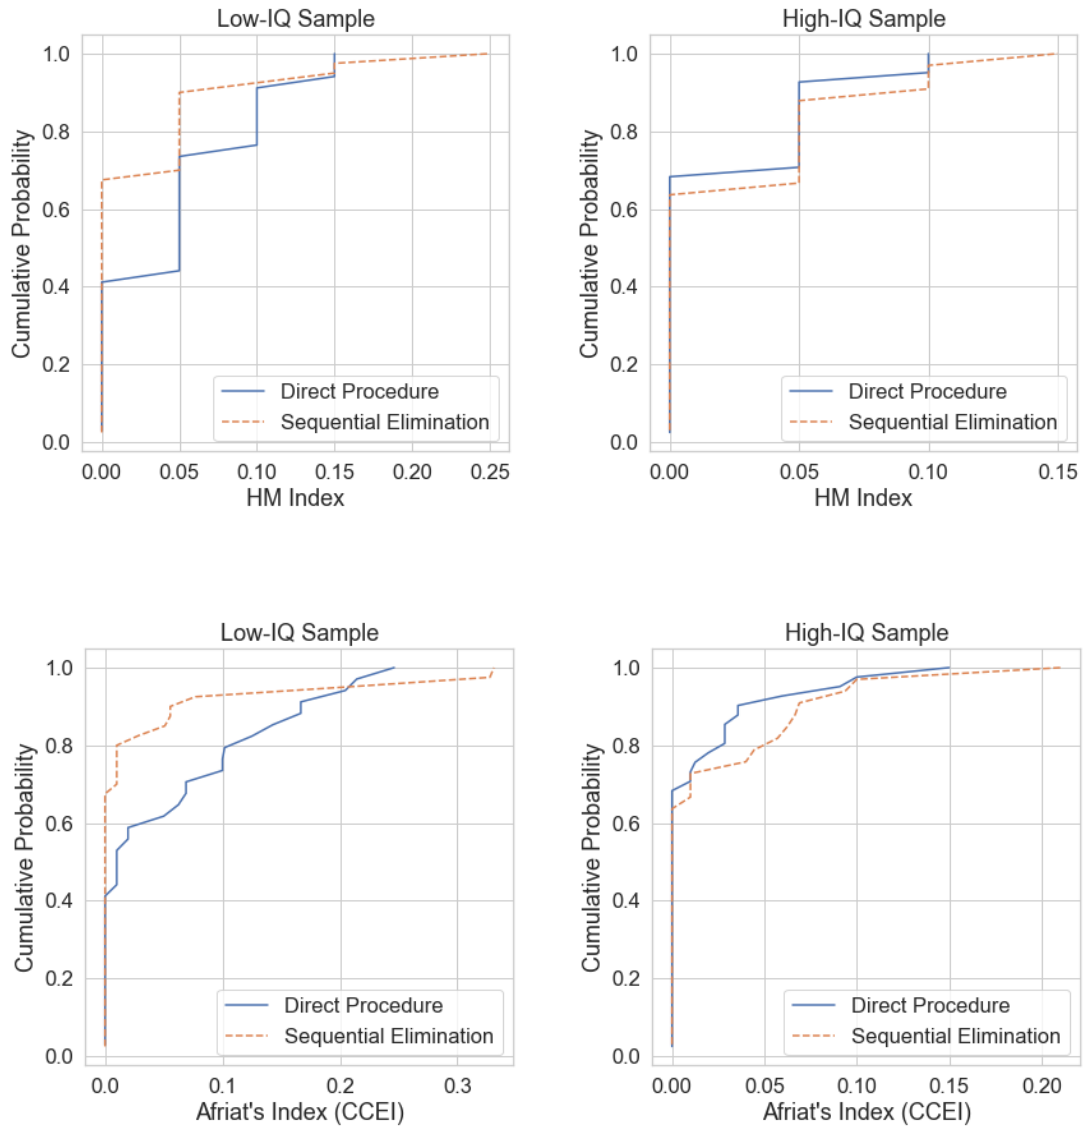 Low-IQ Sample
Cumulative Probability
1.0
0.8
0.6
0.4
0.2
0.0
Direct Procedure
Sequential Elimination
0.00 0.05 0.10 0.15 0.20 0.25
HM Index
High-IQ Sample
Cumulative Probability
1.0
0.8
0.6
0.4
0.2
0.0
Direct Procedure
Sequential Elimination
0.00 0.05 0.10 0.15
HM Index
Low-IQ Sample
Cumulative Probability
1.0
0.8
0.6
0.4
0.2
0.0
Direct Procedure
Sequential Elimination
0.0 0.1 0.2 0.3
Afriat's Index (CCEI)
High-IQ Sample
Cumulative Probability
1.0
0.8
0.6
0.4
0.2
0.0
Direct Procedure
Sequential Elimination
0.00 0.05 0.10 0.15 0.20
Afriat's Index (CCEI)